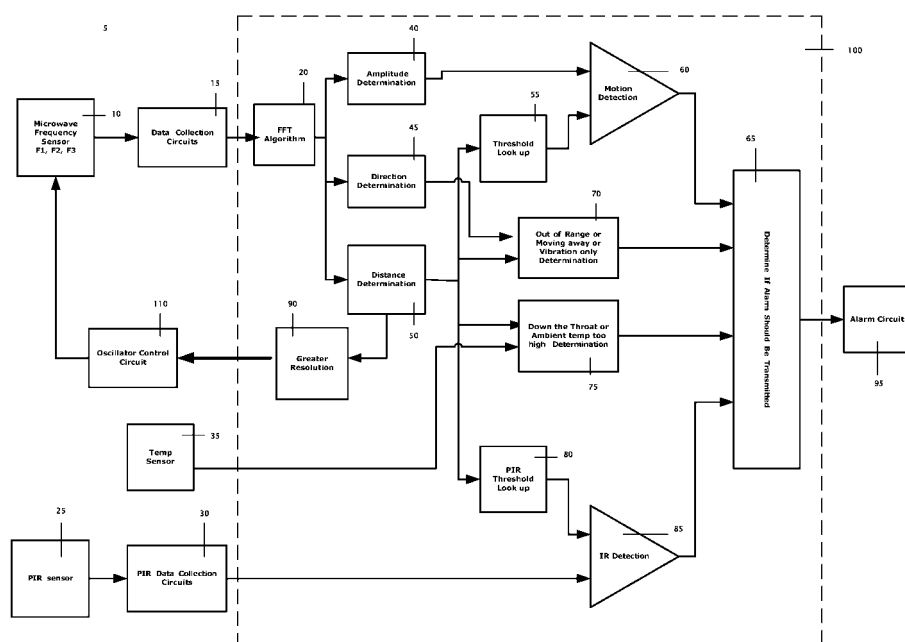 5
40
100
15
20
Amplitude
Determination
60
Motion
Detection
10
55
Microwave
Frequency
Sensor
F1, F2, F3
Data Collection
Circuits
FFT
Algorithm
45
Threshold
Look up
65
Direction
Determination
70
Out of Range or
Moving away or
Vibration only
Determination
Distance
Determination
110
90
50
Down the Throat or
Ambient temp too
high Determination
Determine If Alarm Should Be Transmitted
Alarm Circuit
Oscillator Control
Circuit
Greater
Resolution
75
95
35
Temp
Sensor
80
PIR
Threshold
Look up
25
30
85
PIR sensor
PIR Data Collection
Circuits
IR Detection